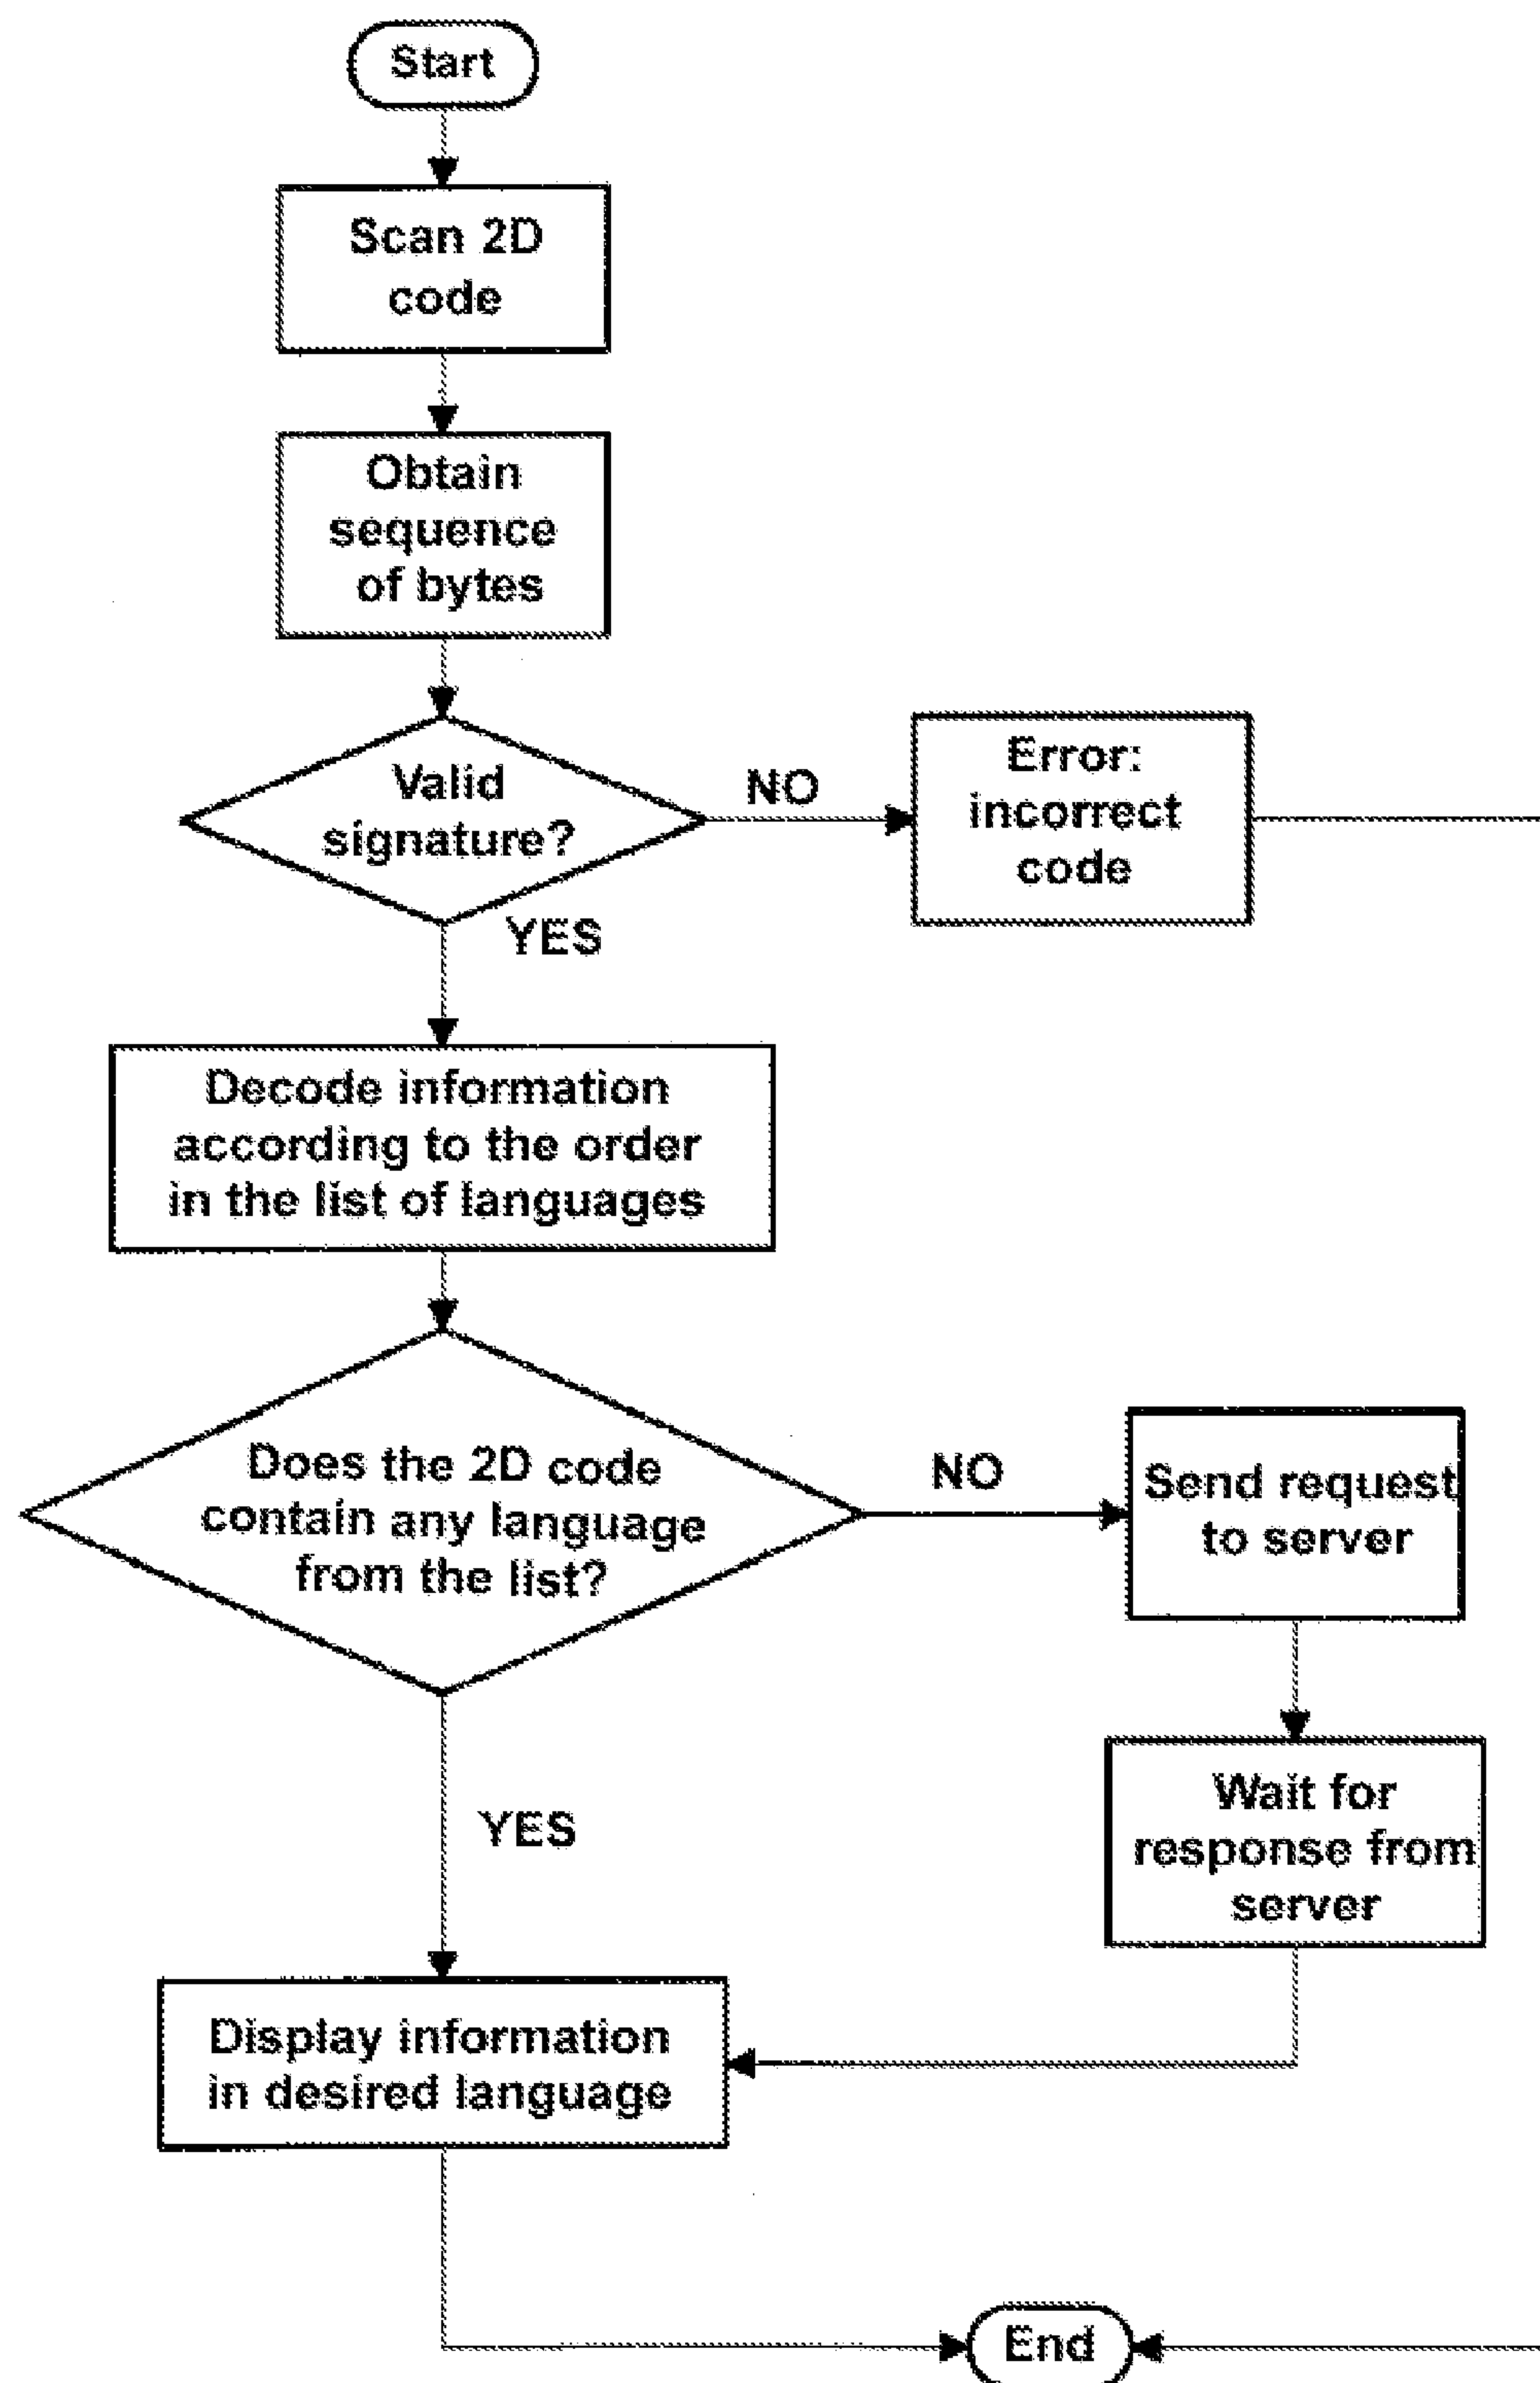 Start
Scan 2D
code
Obtain
sequence
of bytes
Valid
signature?
NO
Error:
incorrect
code
YES
Decode information
according to the order
in the list of languages
Does the 2D code
contain any language
from the list?
NO
Send request
to server
Wait for
response from
server
YES
Display information
in desired language
End